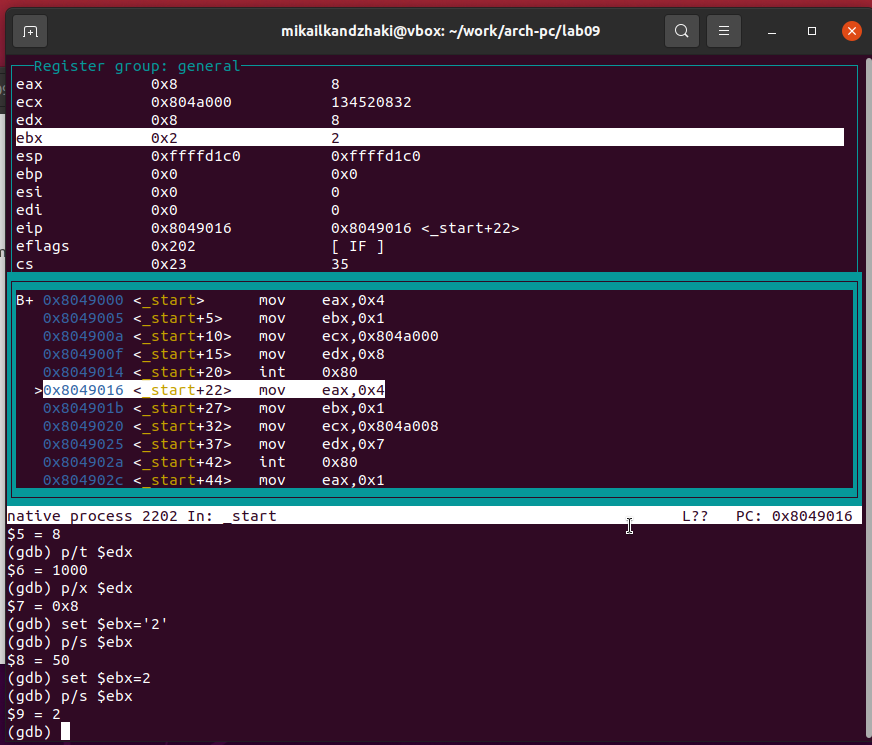 mikailkandzhaki@vbox: ~/work/arch-pc/lab09
Register group: general
eax 0x8 8
ecx 0x804a000 134520832
edx 0x8 8
ebx 0x2 2
esp 0xffffd1c0 0xffffd1c0
ebp 0x0 0x0
esi 0x0 0
edi 0x0 0
eip 0x8049016 0x8049016 <_start+22>
eflags 0x202 [ IF ]
cs 0x23 35
B+ 0x8049000 <_start> mov eax,0x4
0x8049005 <_start+5> mov ebx,0x1
0x804900a <_start+10> mov ecx,0x804a000
0x804900f <_start+15> mov edx,0x8
0x8049014 <_start+20> int 0x80
>0x8049016 <_start+22> mov eax,0x4
0x804901b <_start+27> mov ebx,0x1
0x8049020 <_start+32> mov ecx,0x804a008
0x8049025 <_start+37> mov edx,0x7
0x804902a <_start+42> int 0x80
0x804902c <_start+44> mov eax,0x1
native process 2202 In: _start L?? PC: 0x8049016
$5 = 8
(gdb) p/t $edx
$6 = 1000
(gdb) p/x $edx
$7 = 0x8
(gdb) set $ebx='2'
(gdb) p/s $ebx
$8 = 50
(gdb) set $ebx=2
(gdb) p/s $ebx
$9 = 2
(gdb)